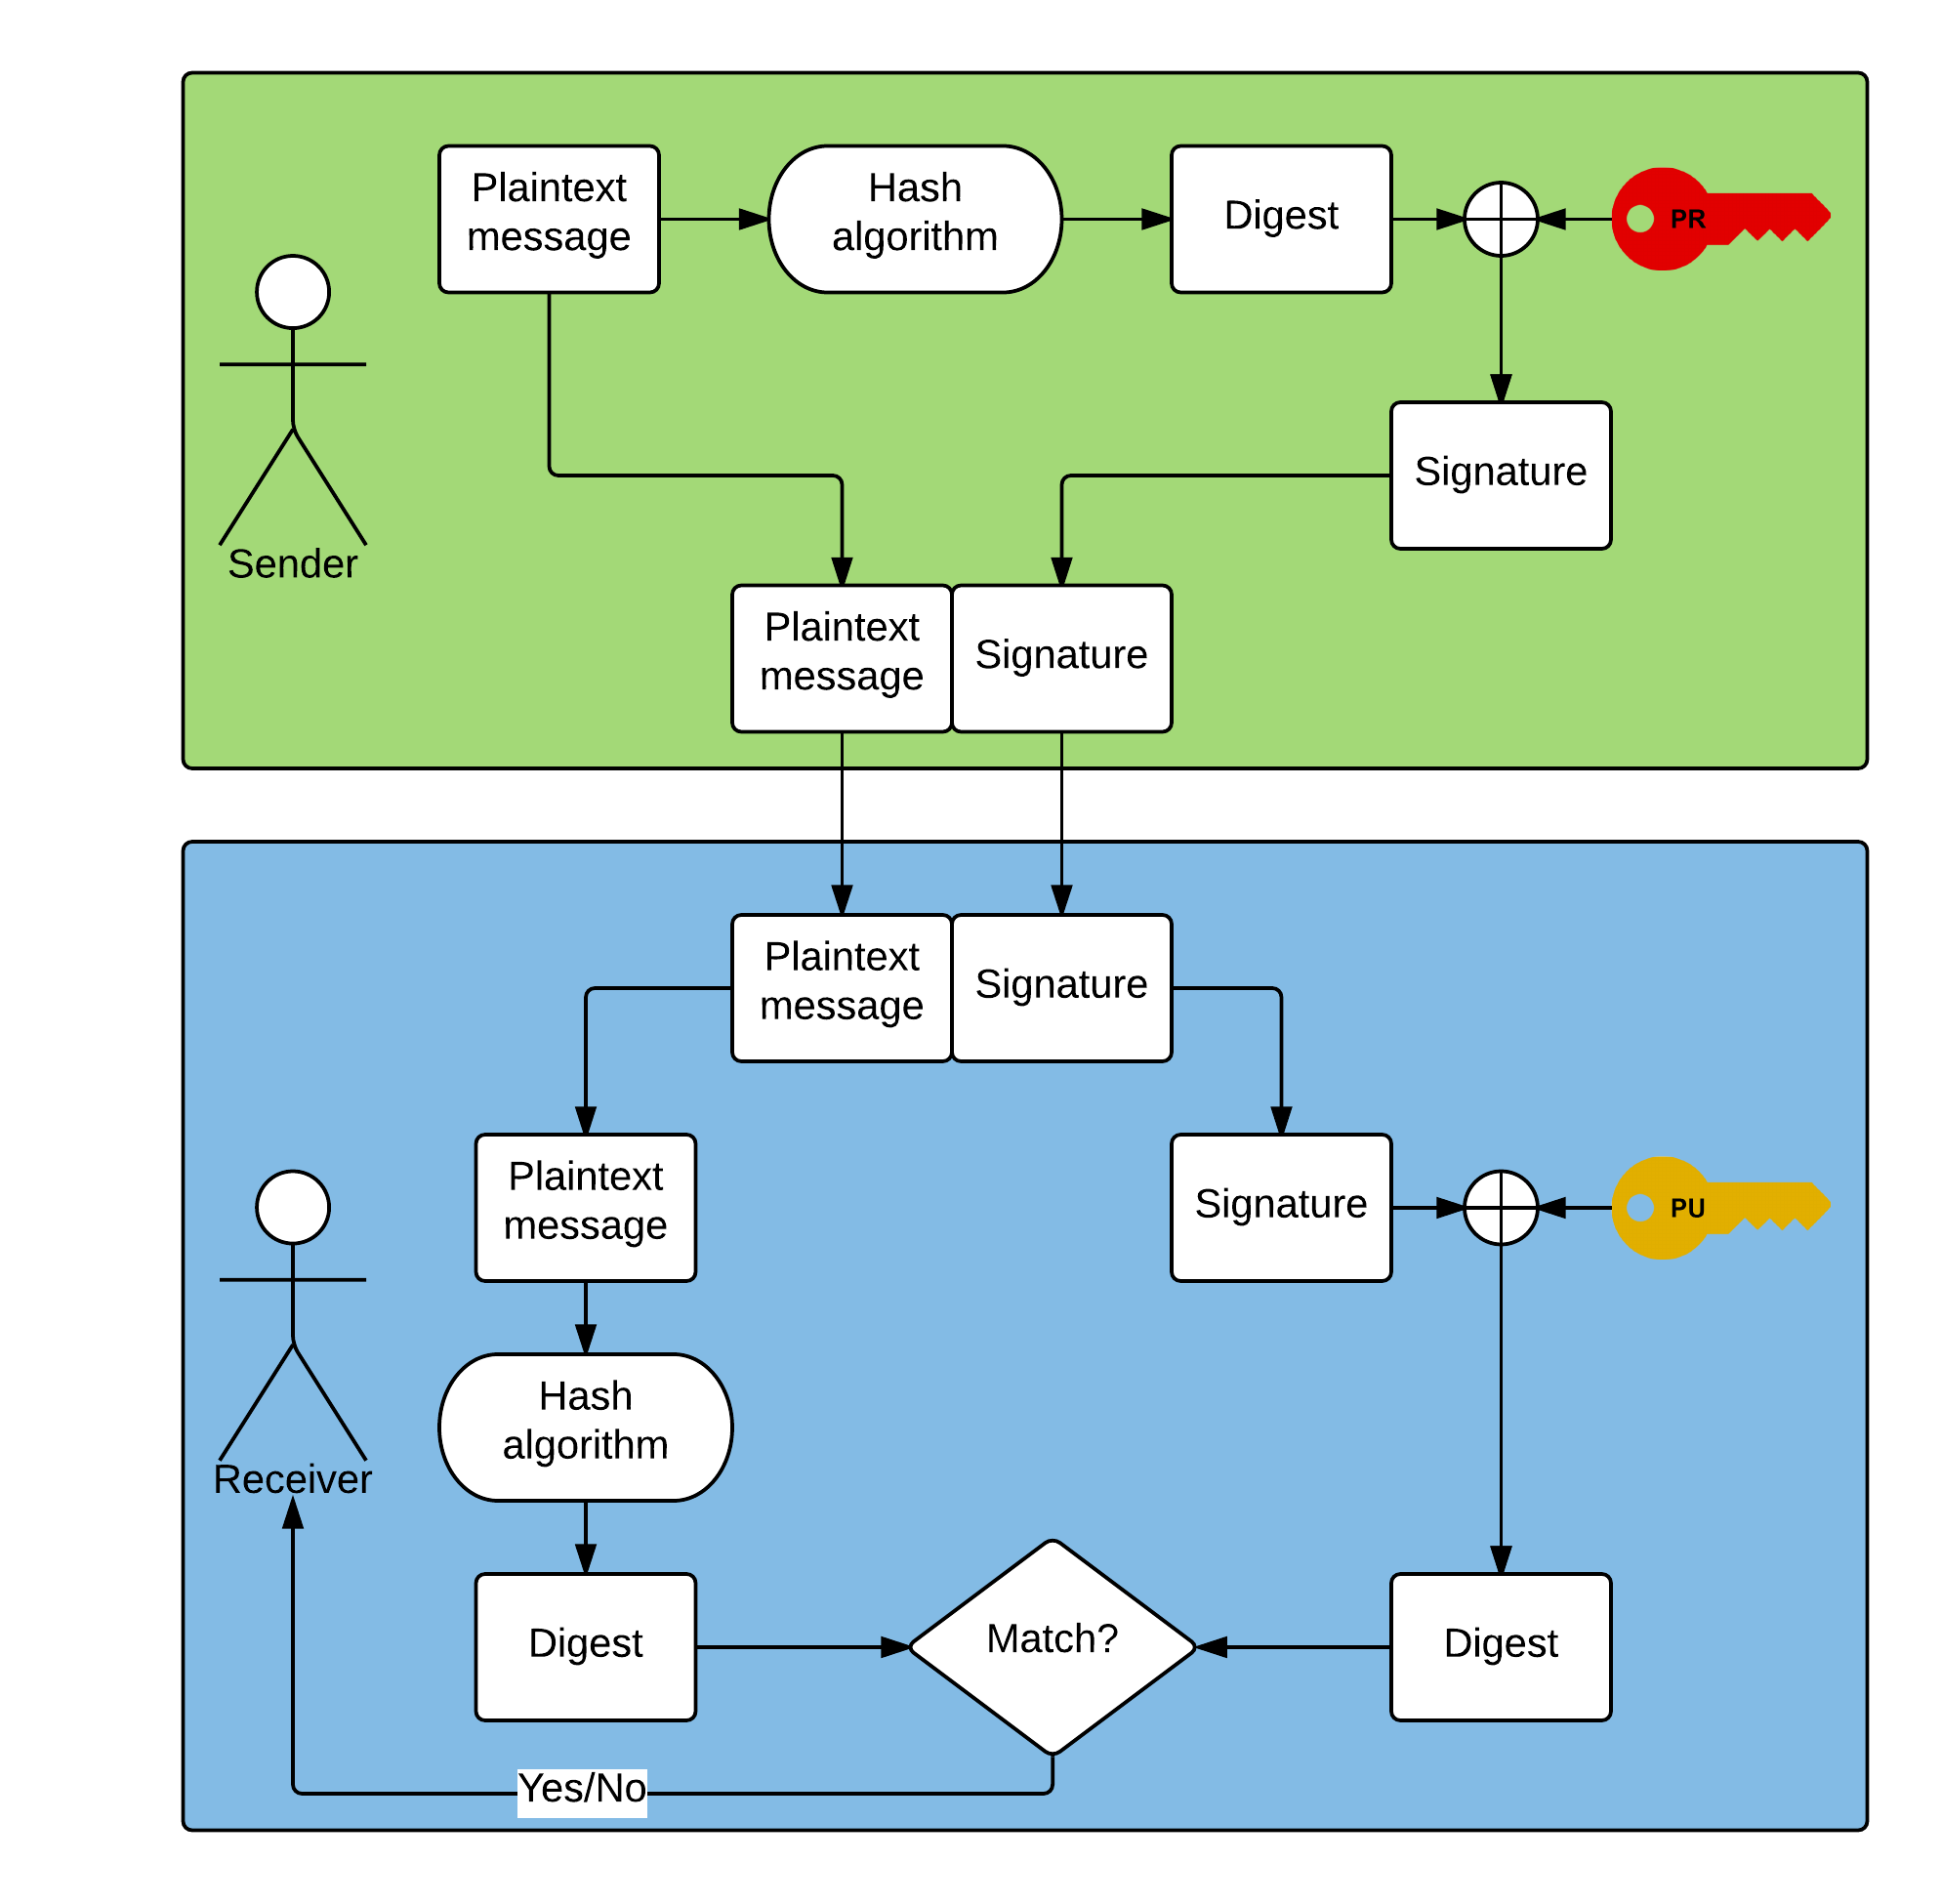 Plaintext
message
Hash
algorithm
Digest
PR
Signature
Sender
Plaintext
message
Signature
Plaintext
message
Signature
Plaintext
message
Signature
PU
Hash
algorithm
Receiver
Digest
Match?
Digest
Yes/No